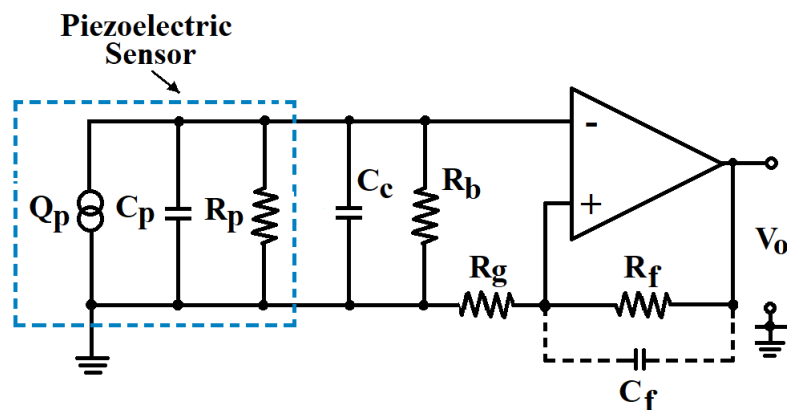 Piezoelectric
Sensor
Qp
Cp
Rp
Cc
Rb
-
+
Rg
Rf
Vo
Cf